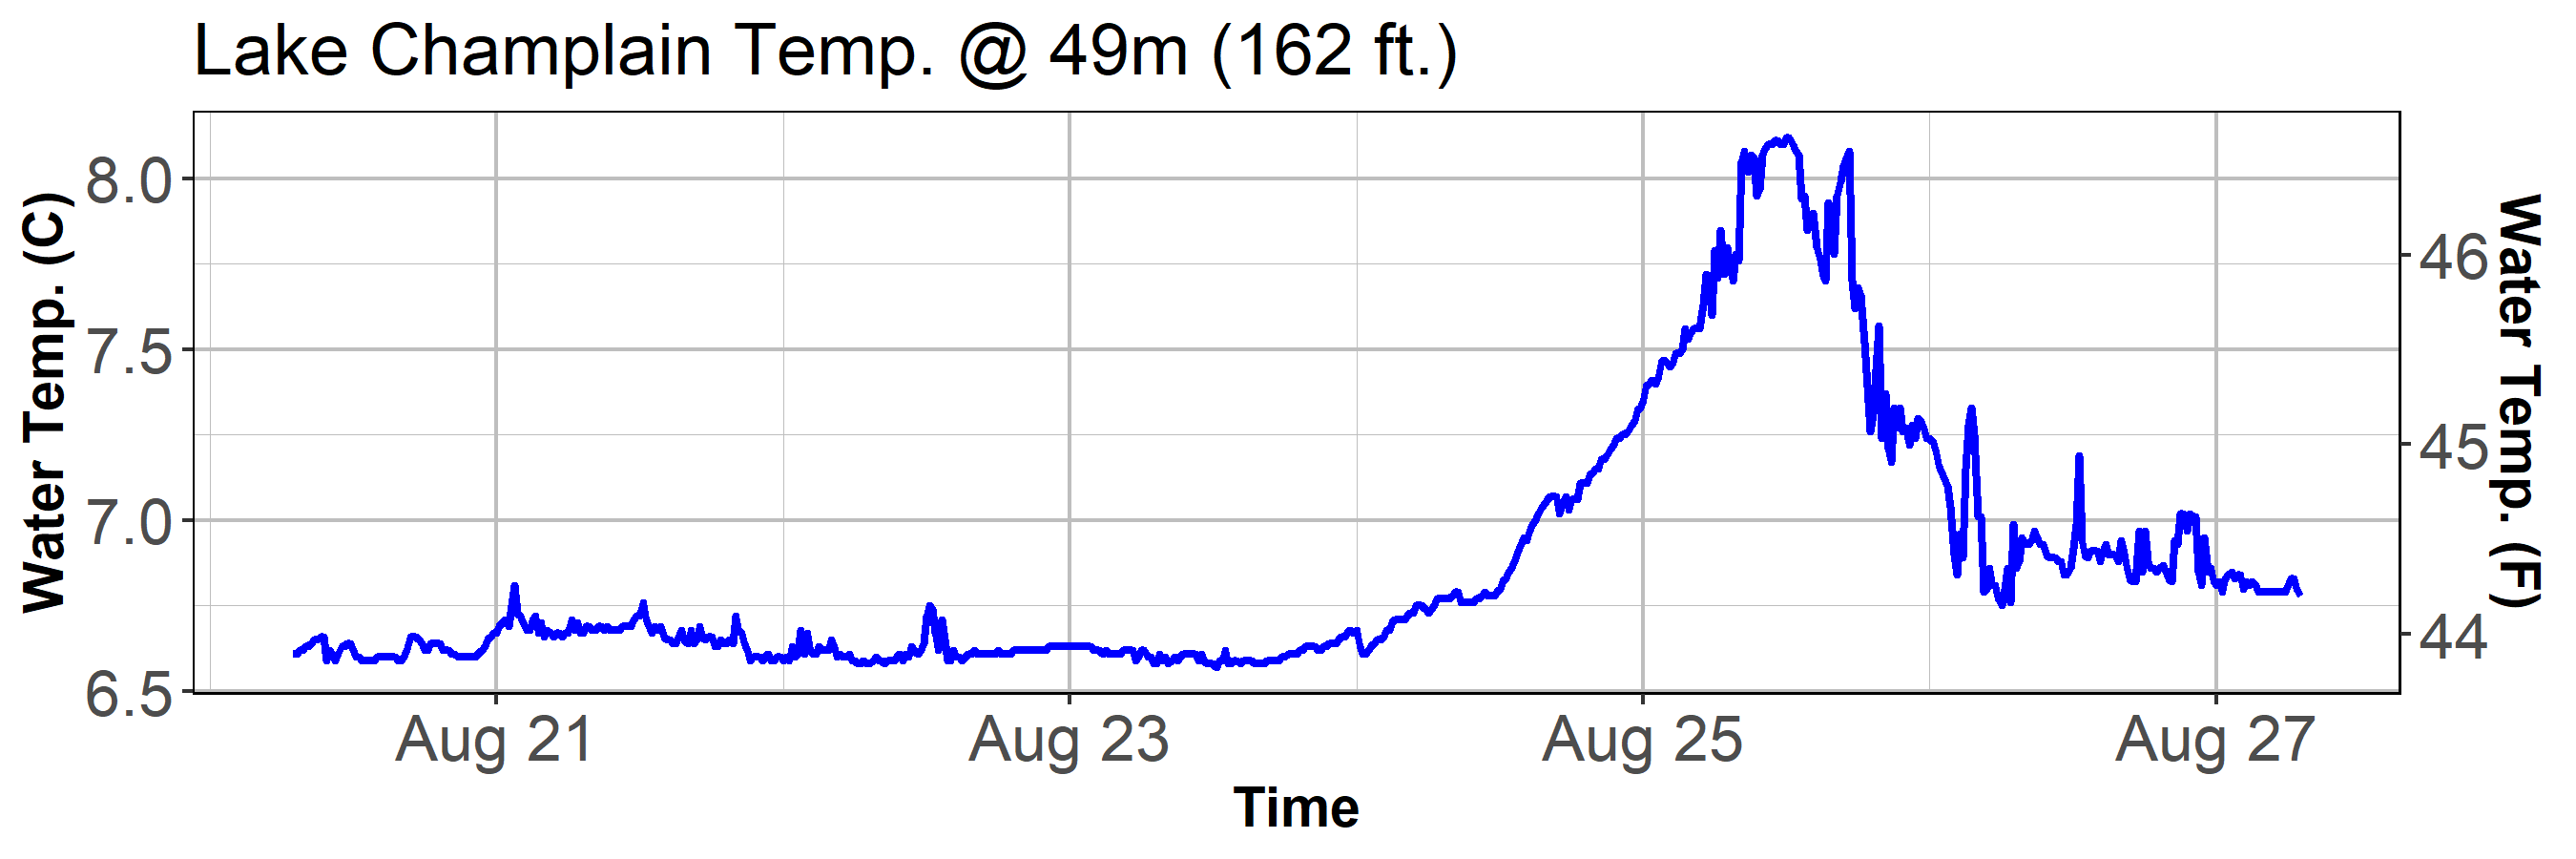 Lake Champlain Temp. @ 49m (162 ft.)
Water Temp. (C)
8.0
7.5
7.0
6.5
46
45
44
Water Temp. (F)
Aug 21 Aug 23 Aug 25 Aug 27
Time